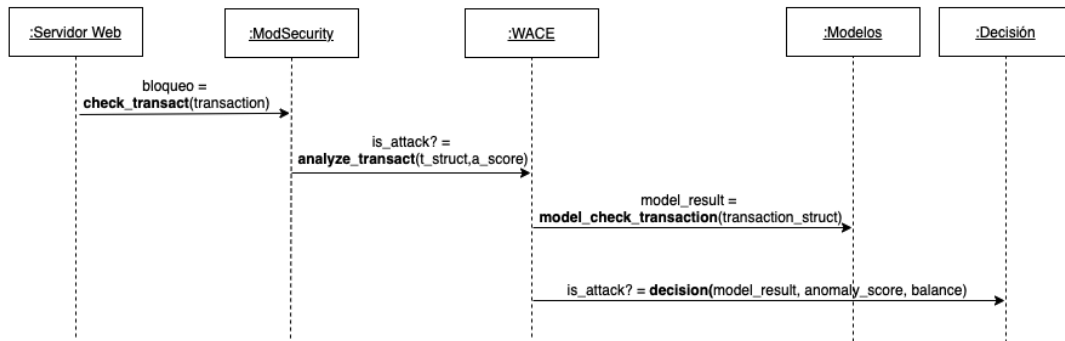 :Servidor Web
:ModSecurity
:WACE
:Modelos
:Decisión
bloqueo =
check_transact(transaction)
is_attack? =
analyze_transact(t_struct,a_score)
model_result =
model_check_transaction(transaction_struct)
is_attack? = decision(model_result, anomaly_score, balance)